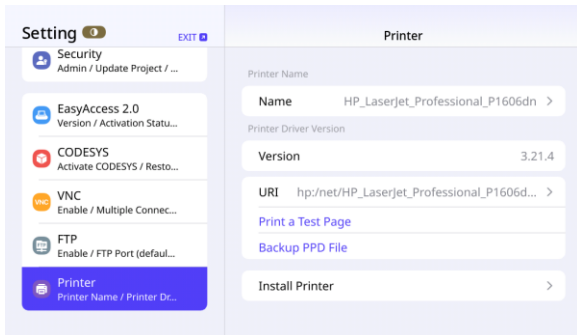 Setting
EXIT
Security
Admin / Update Project / ...
EasyAccess 2.0
Version / Activation Statu...
CODESYS
Activate CODESYS / Resto...
VNC
VNC
Enable / Multiple Connec...
FTP
Enable / FTP Port (defaul...
Printer
Printer Name / Printer Dr...
Printer
Printer Name
Name HP_LaserJet_Professional_P1606dn >
Printer Driver Version
Version 3.21.4
URI hp:/net/HP_LaserJet_Professional_P1606d... >
Print a Test Page
Backup PPD File
Install Printer >